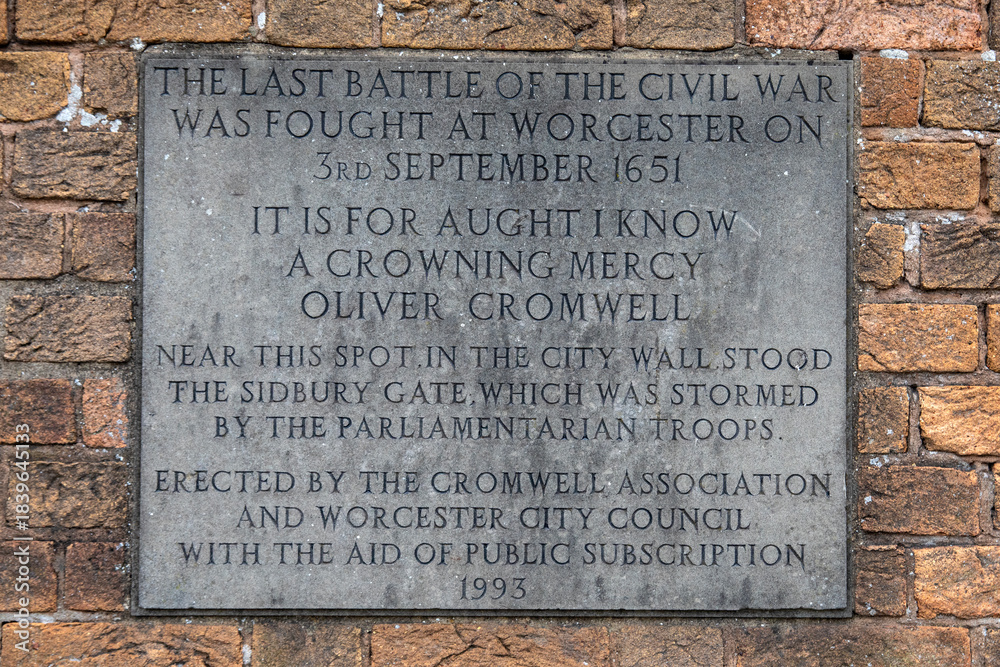 THE LAST BATTLE OF THE CIVIL WAR
WAS FOUGHT AT WORCESTER ON
3RD SEPTEMBER 1651
IT IS FOR AUGHT I KNOW
A CROWNING MERCY
OLIVER CROMWELL
NEAR THIS SPOT. IN THE CITY WALL. STOOD
THE SIDBURY GATE, WHICH WAS STORMED
BY THE PARLIAMENTARIAN TROOPS.
ERECTED BY THE CROMWELL ASSOCIATION
AND WORCESTER CITY COUNCIL
WITH THE AID OF PUBLIC SUBSCRIPTION
1993
Adobe Stock | #1839645133